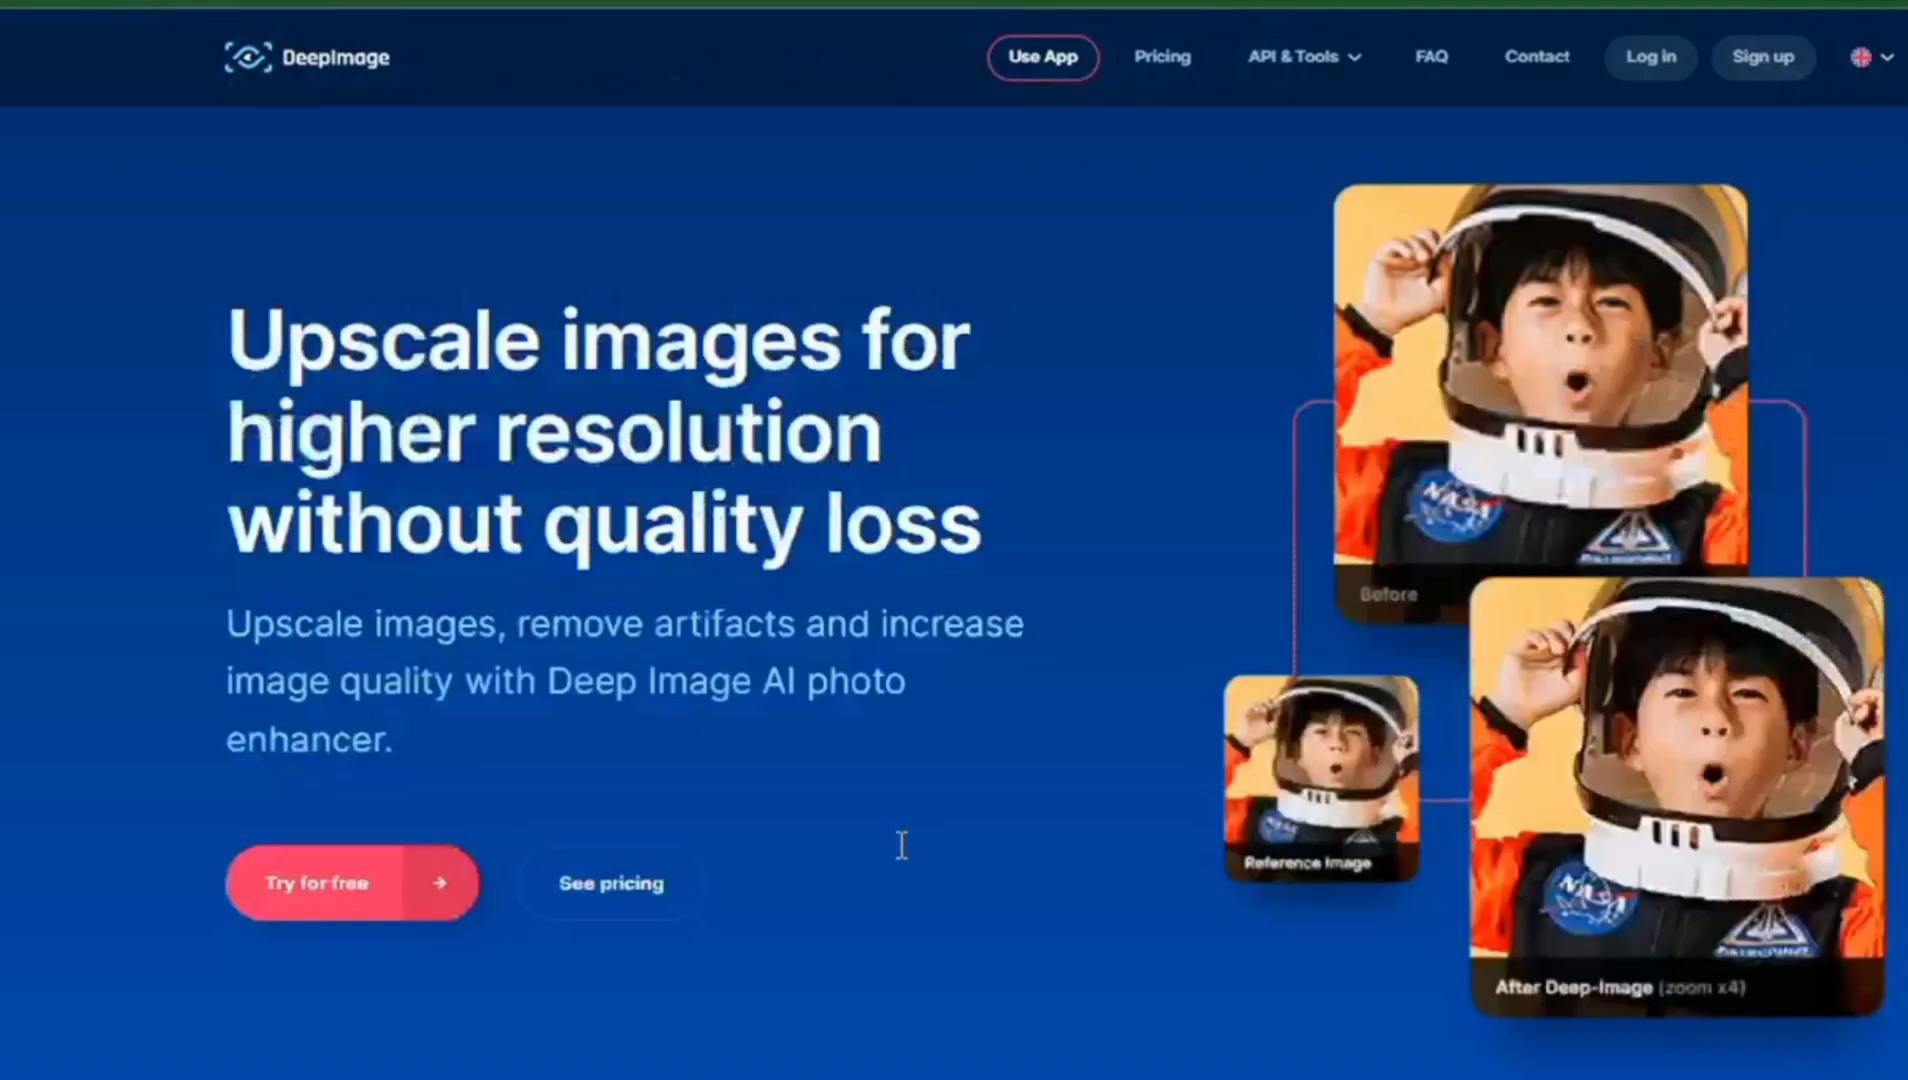 DeepImage
Use App
Pricing
API & Tools
FAQ
Contact
Log in
Sign up
Upscale images for
higher resolution
without quality loss
Upscale images, remove artifacts and increase
image quality with Deep Image AI photo
enhancer.
Try for free
See pricing
NASA
Before
Reference Image
NASA
After Deep-Image (zoom x4)